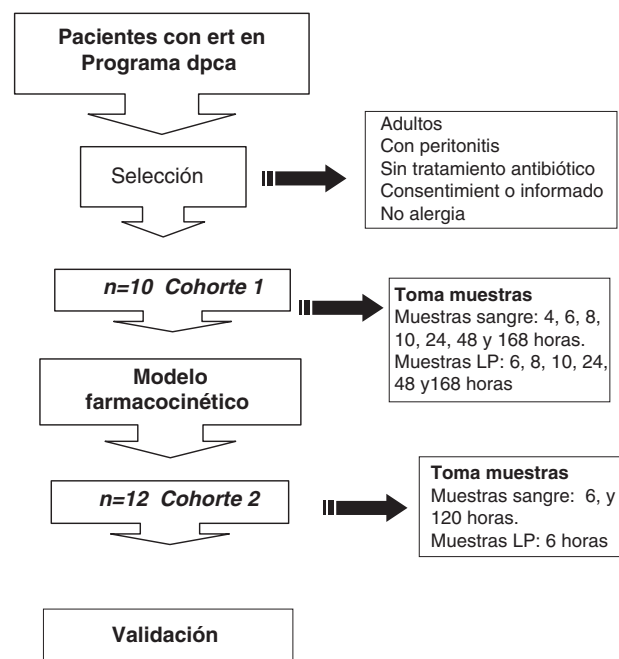 Pacientes con ert en
Programa dpca
Selección
Adultos
Con peritonitis
Sin tratamiento antibiótico
Consentimient o informado
No alergia
n=10 Cohorte 1
Toma muestras
Muestras sangre: 4, 6, 8,
10, 24, 48 y 168 horas.
Muestras LP: 6, 8, 10, 24,
48 y168 horas
Modelo
farmacocinético
n=12 Cohorte 2
Toma muestras
Muestras sangre: 6, y
120 horas.
Muestras LP: 6 horas
Validación